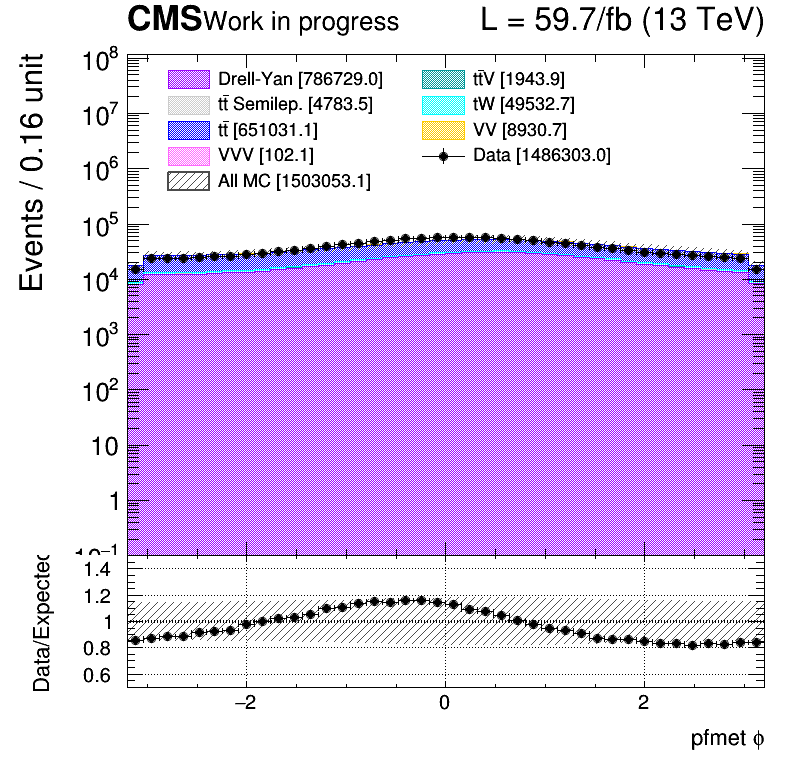 CMS Work in progress L = 59.7/fb (13 TeV)
Events / 0.16 unit
10⁸
10⁷
10⁶
10⁵
10⁴
10³
10²
10
1
10⁻¹
Drell-Yan [786729.0]
tt̄ Semilep. [4783.5]
tt̄ [651031.1]
VVV [102.1]
All MC [1503053.1]
tt̄V [1943.9]
tW [49532.7]
VV [8930.7]
Data [1486303.0]
Data/Expected
1.4
1.2
1
0.8
0.6
−2 0 2
pfmet ϕ